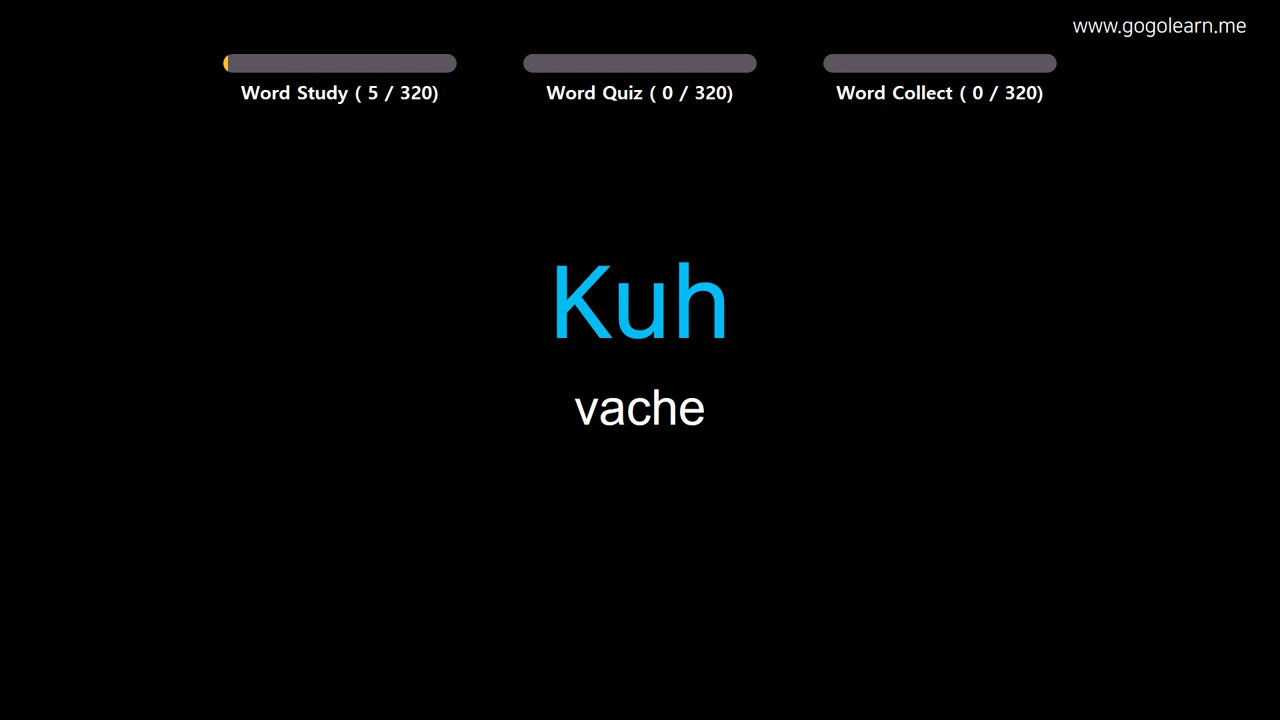 www.gogolearn.me
Word Study ( 5 / 320)
Word Quiz ( 0 / 320)
Word Collect ( 0 / 320)
Kuh
vache